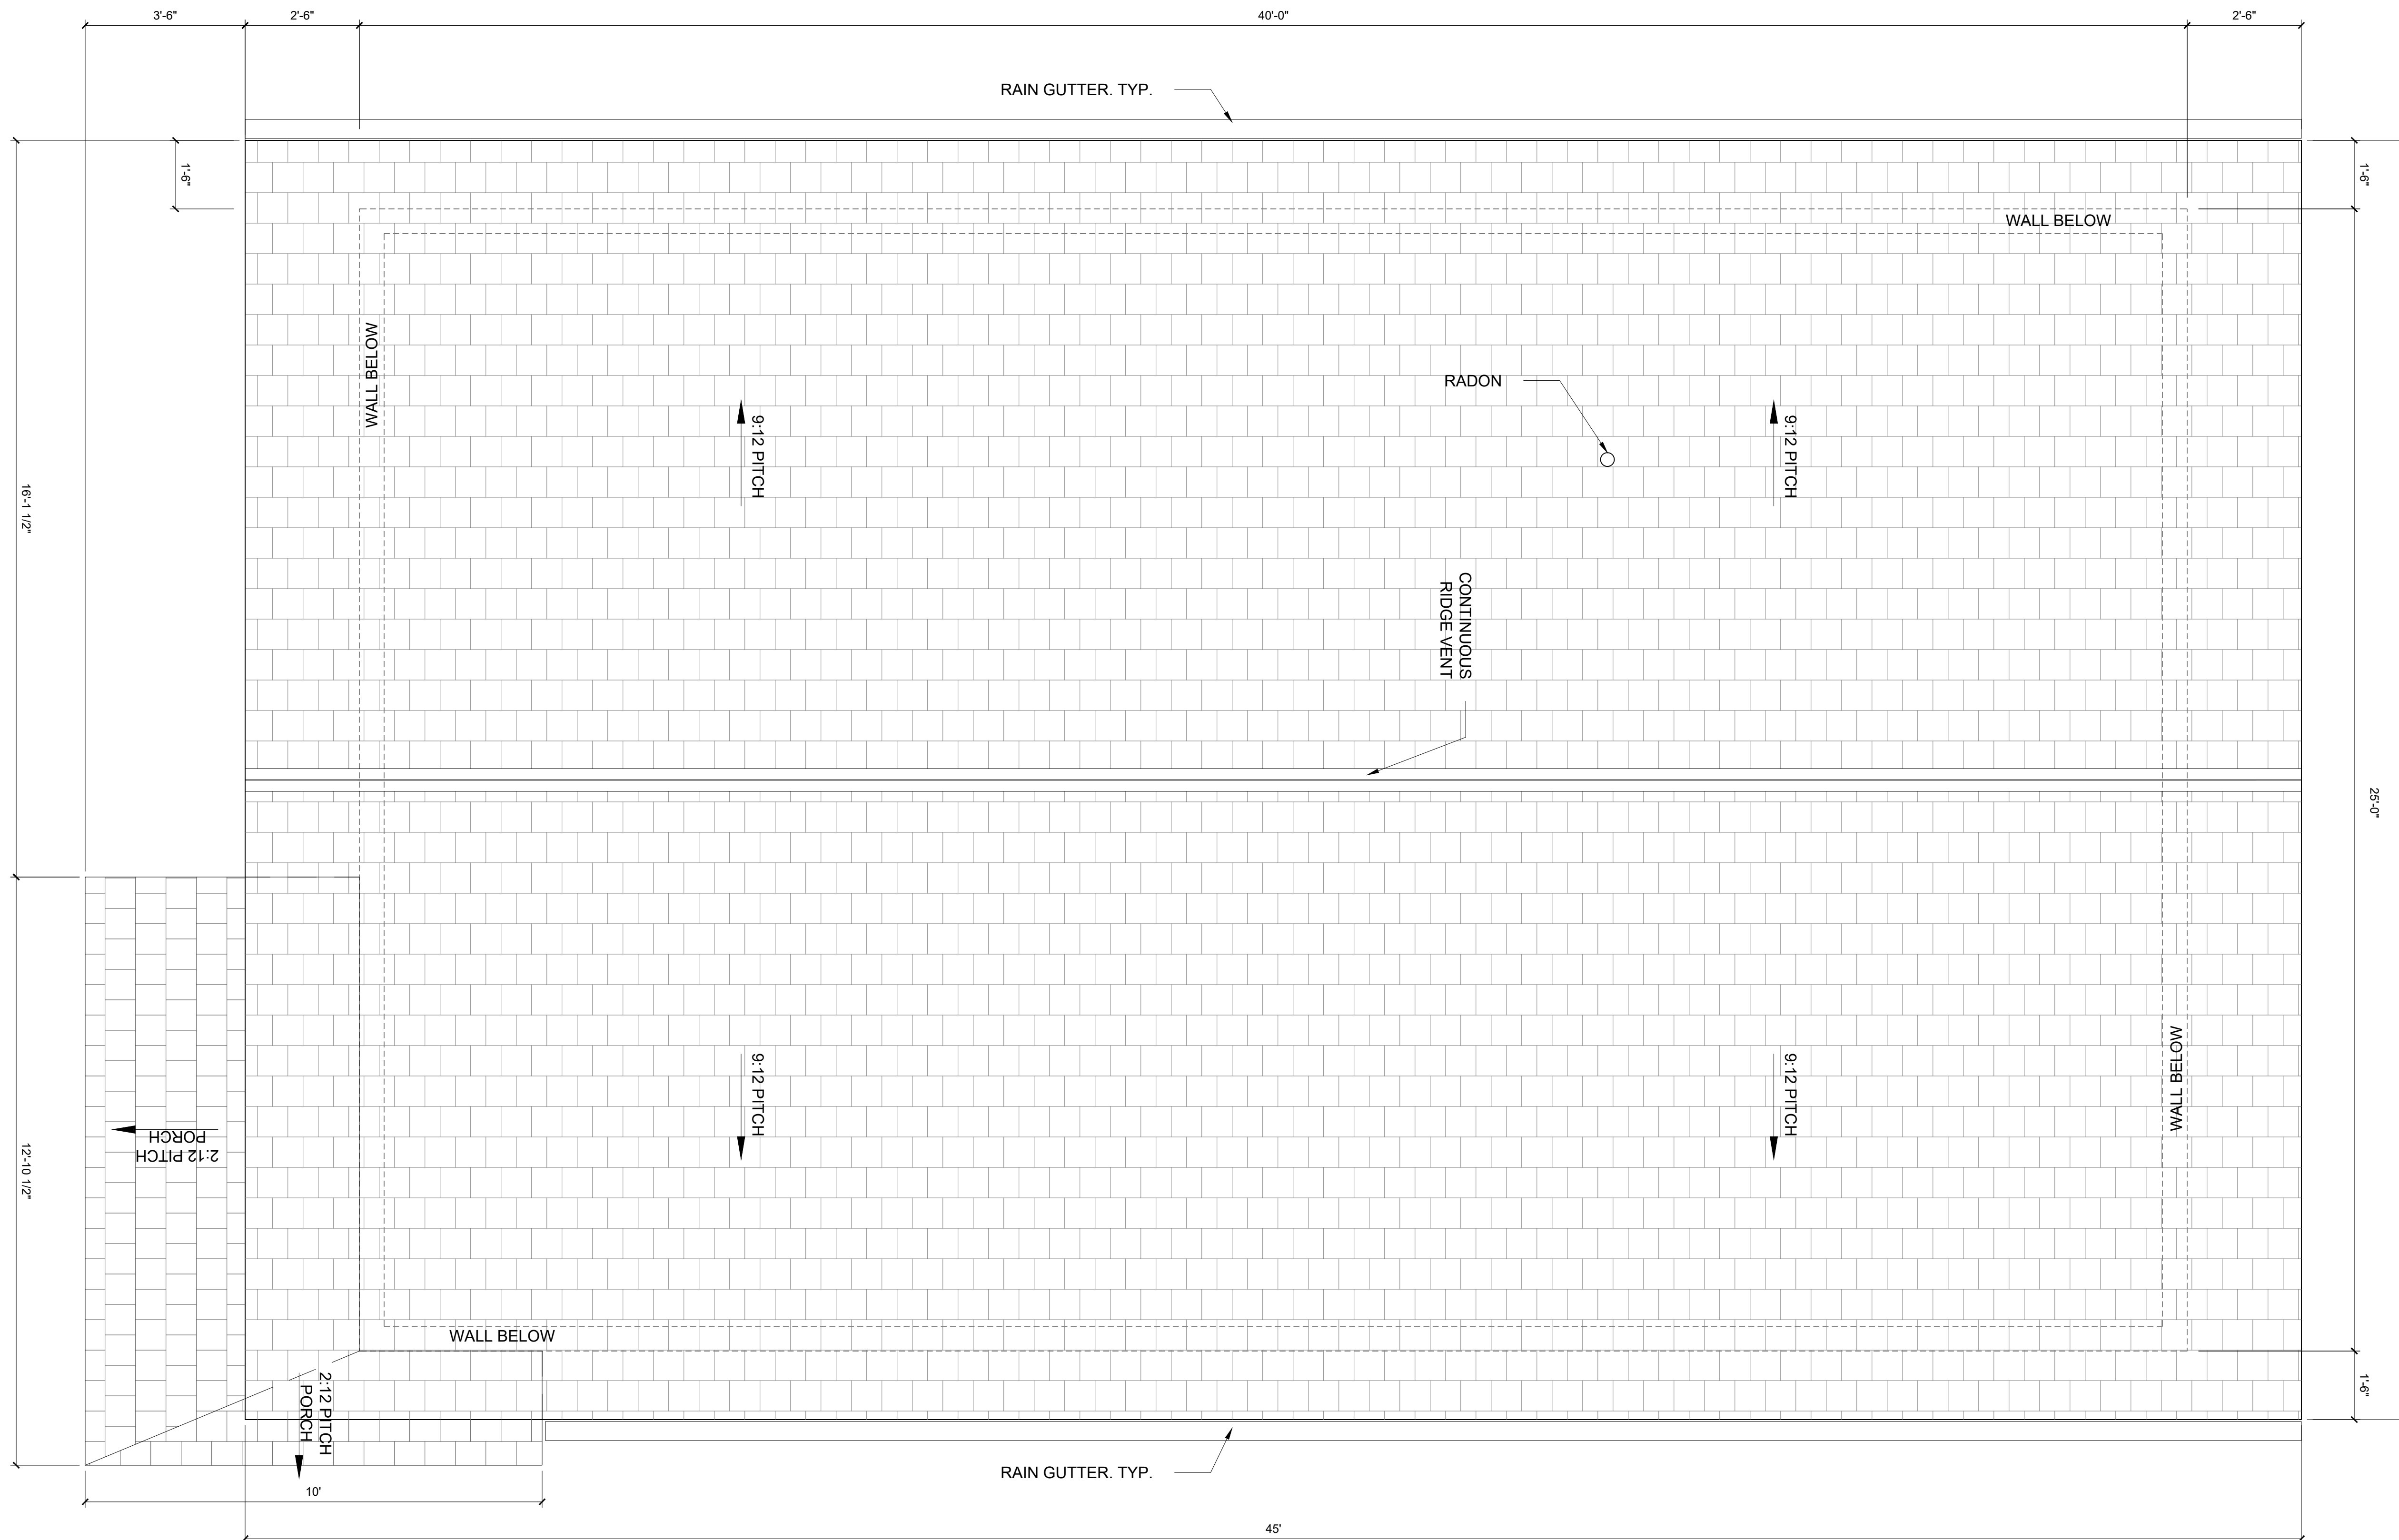 3'-6"
2'-6"
40'-0"
2'-6"
RAIN GUTTER. TYP.
1'-6"
1'-6"
WALL BELOW
WALL BELOW
RADON
9:12 PITCH
9:12 PITCH
16'-1 1/2"
CONTINUOUS
RIDGE VENT
25'-0"
9:12 PITCH
9:12 PITCH
WALL BELOW
2:12 PITCH
PORCH
12'-10 1/2"
WALL BELOW
2:12 PITCH
PORCH
1'-6"
RAIN GUTTER. TYP.
10'
45'